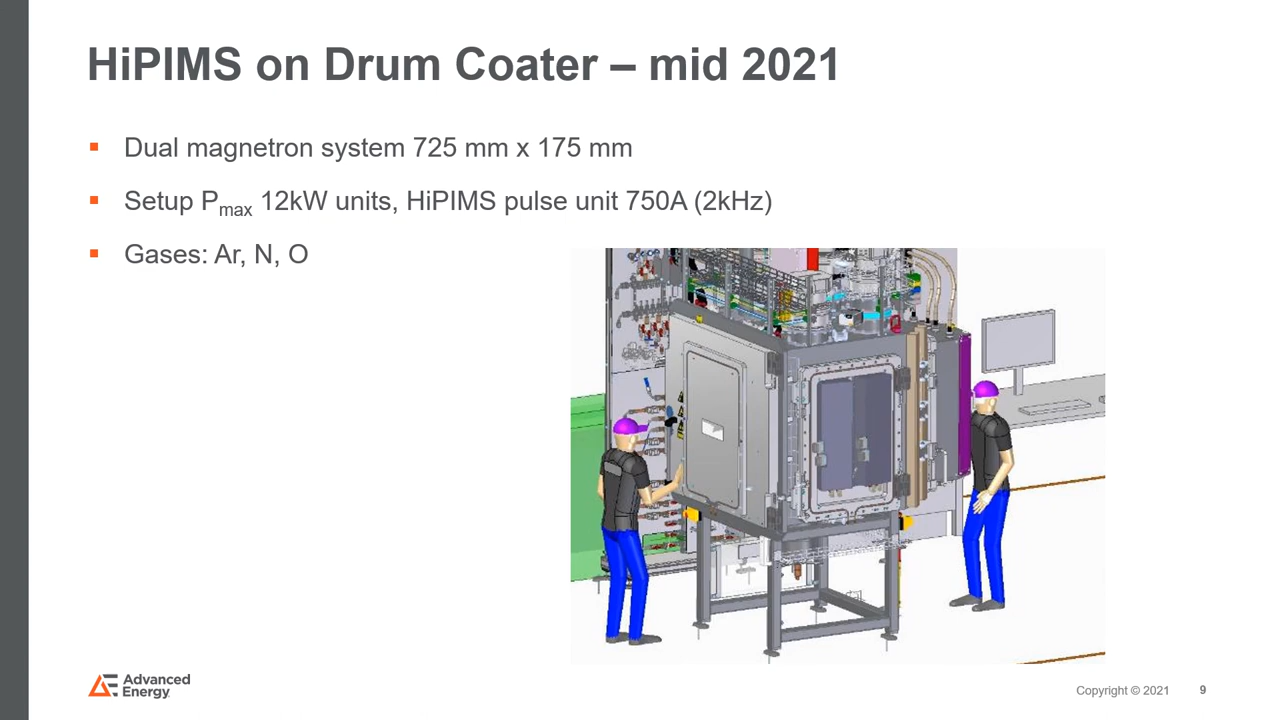 HiPIMS on Drum Coater – mid 2021
▪ Dual magnetron system 725 mm x 175 mm
▪ Setup Pmax 12kW units, HiPIMS pulse unit 750A (2kHz)
▪ Gases: Ar, N, O
Advanced
Energy
Copyright © 2021 9